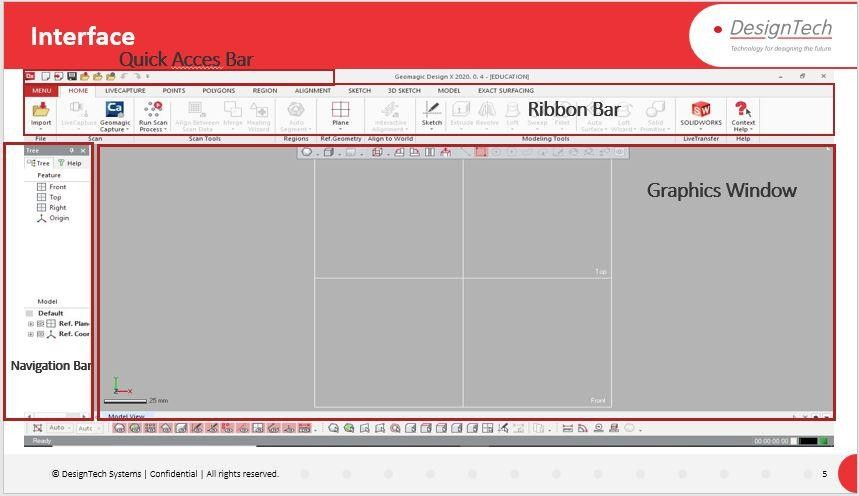 Interface
DesignTech
Technology for designing the future
Quick Acces Bar
Geomagic Design X 2020. 0. 4 - [EDUCATION]
MENU HOME LIVECAPTURE POINTS POLYGONS REGION ALIGNMENT SKETCH 3D SKETCH MODEL EXACT SURFACING
Ribbon Bar
Import LiveCapture Geomagic Capture Run Scan Process Align Between Scan Data Merge Healing Wizard Auto Segment Plane Interactive Alignment Sketch Extrude Revolve Loft Sweep Fillet Auto Surface Loft Wizard Solid Primitive SOLIDWORKS Context Help
File Scan Scan Tools Regions Ref.Geometry Align to World Modeling Tools LiveTransfer Help
Tree
Tree Help
Feature
Front
Top
Right
Origin
Graphics Window
Top
Model
Default
Ref. Plan
Ref. Coor
Navigation Bar
Z X
25 mm
Front
Model View
Auto Auto
Ready
00:00:00.00
© DesignTech Systems | Confidential | All rights reserved.
5